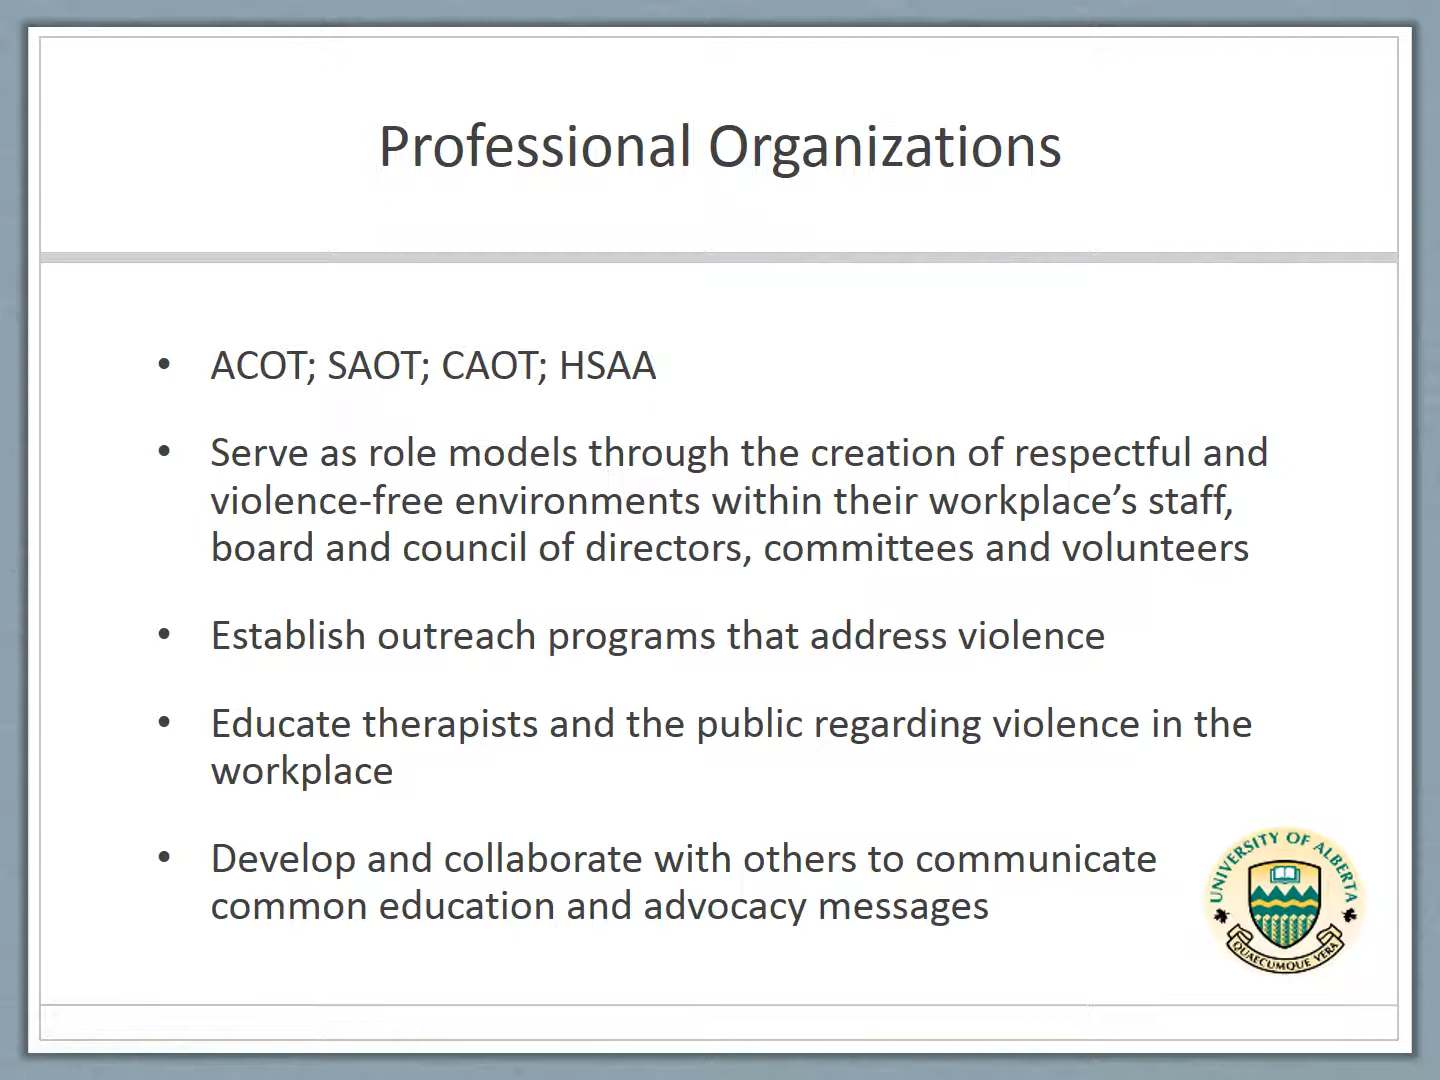 Professional Organizations
• ACOT; SAOT; CAOT; HSAA
• Serve as role models through the creation of respectful and
violence-free environments within their workplace’s staff,
board and council of directors, committees and volunteers
• Establish outreach programs that address violence
• Educate therapists and the public regarding violence in the
workplace
• Develop and collaborate with others to communicate
common education and advocacy messages
UNIVERSITY OF ALBERTA
QUAECUMQUE VERA